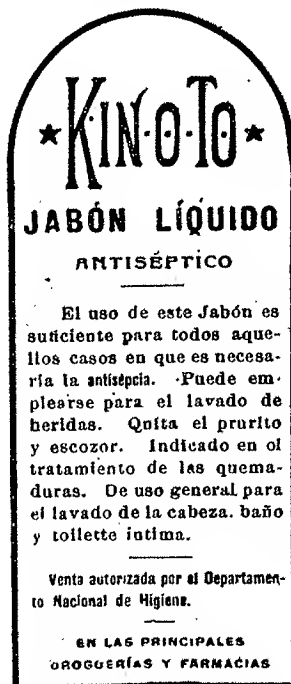 ★ KIN·O·TO ★
JABÓN LÍQUIDO
ANTISÉPTICO
El uso de este Jabón es
suficiente para todos aque-
llos casos en que es necesa-
ria la antisépcia. Puede em-
plearse para el lavado de
heridas. Quita el prurito
y escozor. Indicado en el
tratamiento de las quema-
duras. De uso general para
el lavado de la cabeza. baño
y toilette intima.
Venta autorizada por el Departamen-
to Nacional de Higiene.
EN LAS PRINCIPALES
DROGUERÍAS Y FARMACIAS